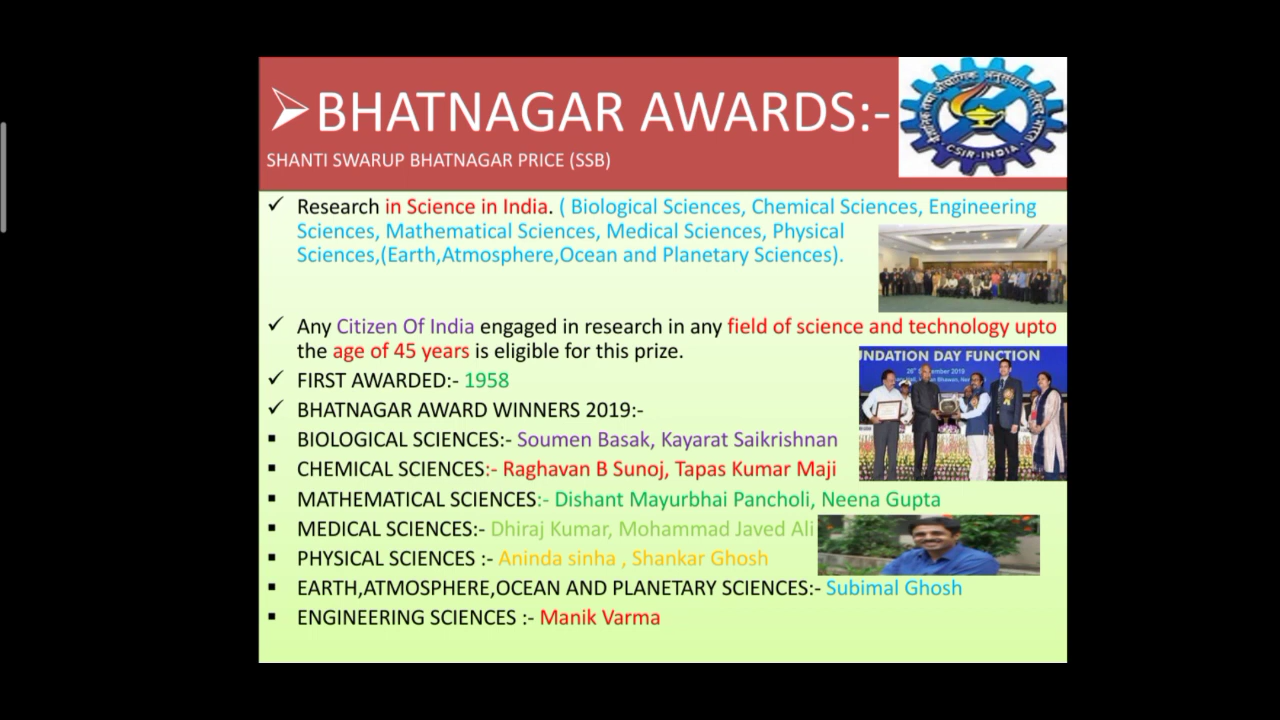 ➢BHATNAGAR AWARDS:-
SHANTI SWARUP BHATNAGAR PRICE (SSB)
CSIR-INDIA
✓ Research in Science in India. ( Biological Sciences, Chemical Sciences, Engineering
Sciences, Mathematical Sciences, Medical Sciences, Physical
Sciences,(Earth,Atmosphere,Ocean and Planetary Sciences).
✓ Any Citizen Of India engaged in research in any field of science and technology upto
the age of 45 years is eligible for this prize.
✓ FIRST AWARDED:- 1958
✓ BHATNAGAR AWARD WINNERS 2019:-
▪ BIOLOGICAL SCIENCES:- Soumen Basak, Kayarat Saikrishnan
▪ CHEMICAL SCIENCES:- Raghavan B Sunoj, Tapas Kumar Maji
▪ MATHEMATICAL SCIENCES:- Dishant Mayurbhai Pancholi, Neena Gupta
▪ MEDICAL SCIENCES:- Dhiraj Kumar, Mohammad Javed Ali
▪ PHYSICAL SCIENCES :- Aninda sinha , Shankar Ghosh
▪ EARTH,ATMOSPHERE,OCEAN AND PLANETARY SCIENCES:- Subimal Ghosh
▪ ENGINEERING SCIENCES :- Manik Varma
UNDATION DAY FUNCTION